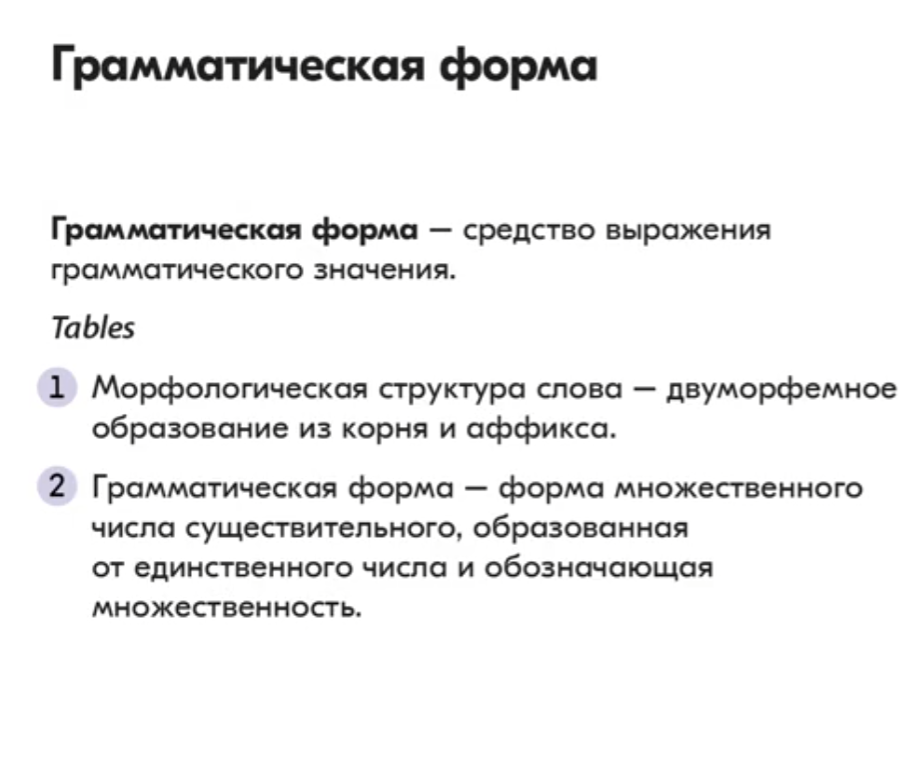 Грамматическая форма
Грамматическая форма — средство выражения
грамматического значения.
Tables
1 Морфологическая структура слова — двуморфемное
образование из корня и аффикса.
2 Грамматическая форма — форма множественного
числа существительного, образованная
от единственного числа и обозначающая
множественность.